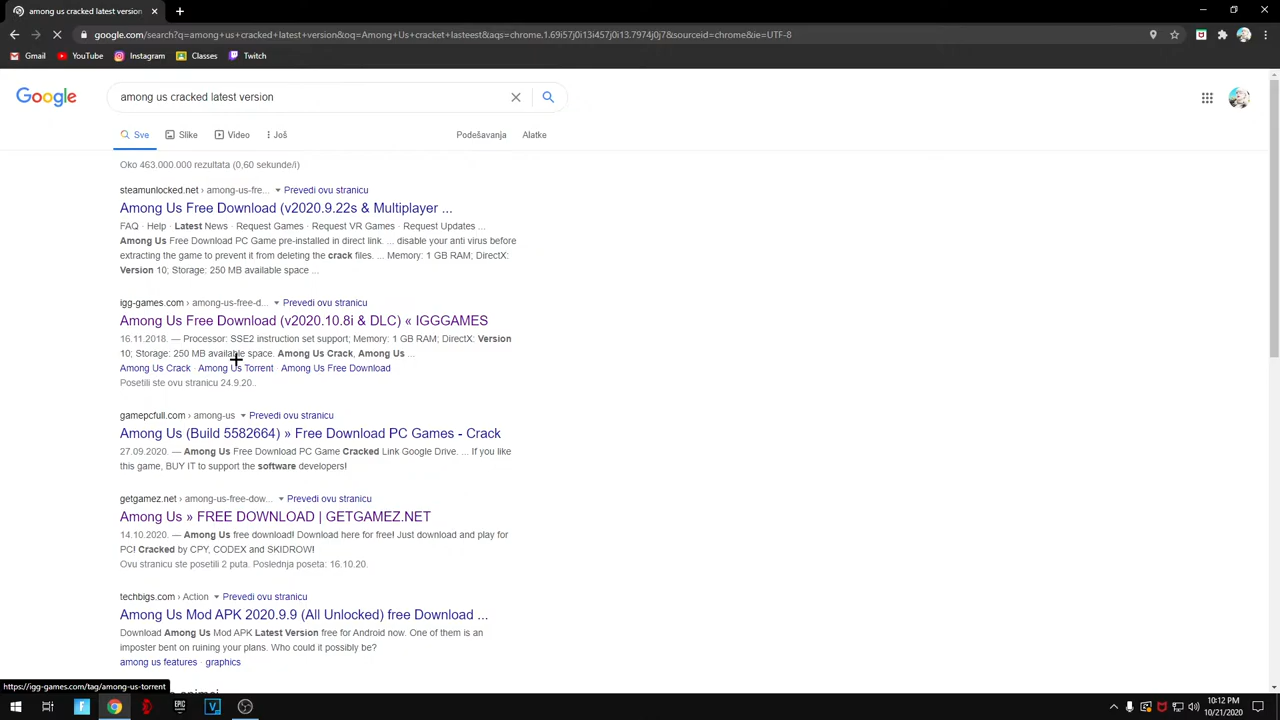 among us cracked latest version
google.com/search?q=among+us+cracked+latest+version&oq=Among+Us+cracket+lasteest&aqs=chrome.1.69i57j0i13i457j0i13.7974j0j7&sourceid=chrome&ie=UTF-8
Gmail YouTube Instagram Classes Twitch
Google among us cracked latest version
Sve Slike Video Još Podešavanja Alatke
Oko 463.000.000 rezultata (0,60 sekunde/i)
steamunlocked.net › among-us-fre... Prevedi ovu stranicu
Among Us Free Download (v2020.9.22s & Multiplayer ...
FAQ · Help · Latest News · Request Games · Request VR Games · Request Updates ...
Among Us Free Download PC Game pre-installed in direct link. ... disable your anti virus before
extracting the game to prevent it from deleting the crack files. ... Memory: 1 GB RAM; DirectX:
Version 10; Storage: 250 MB available space ...
igg-games.com › among-us-free-d... Prevedi ovu stranicu
Among Us Free Download (v2020.10.8i & DLC) « IGGGAMES
16.11.2018. — Processor: SSE2 instruction set support; Memory: 1 GB RAM; DirectX: Version
10; Storage: 250 MB available space. Among Us Crack, Among Us ...
Among Us Crack · Among Us Torrent · Among Us Free Download
Posetili ste ovu stranicu 24.9.20..
gamepcfull.com › among-us Prevedi ovu stranicu
Among Us (Build 5582664) » Free Download PC Games - Crack
27.09.2020. — Among Us Free Download PC Game Cracked Link Google Drive. ... If you like
this game, BUY IT to support the software developers!
getgamez.net › among-us-free-dow... Prevedi ovu stranicu
Among Us » FREE DOWNLOAD | GETGAMEZ.NET
14.10.2020. — Among Us free download! Download here for free! Just download and play for
PC! Cracked by CPY, CODEX and SKIDROW!
Ovu stranicu ste posetili 2 puta. Poslednja poseta: 16.10.20.
techbigs.com › Action Prevedi ovu stranicu
Among Us Mod APK 2020.9.9 (All Unlocked) free Download ...
Download Among Us Mod APK Latest Version free for Android now. One of them is an
imposter bent on ruining your plans. Who could it possibly be?
among us features · graphics
https://igg-games.com/tag/among-us-torrent
10:12 PM
10/21/2020